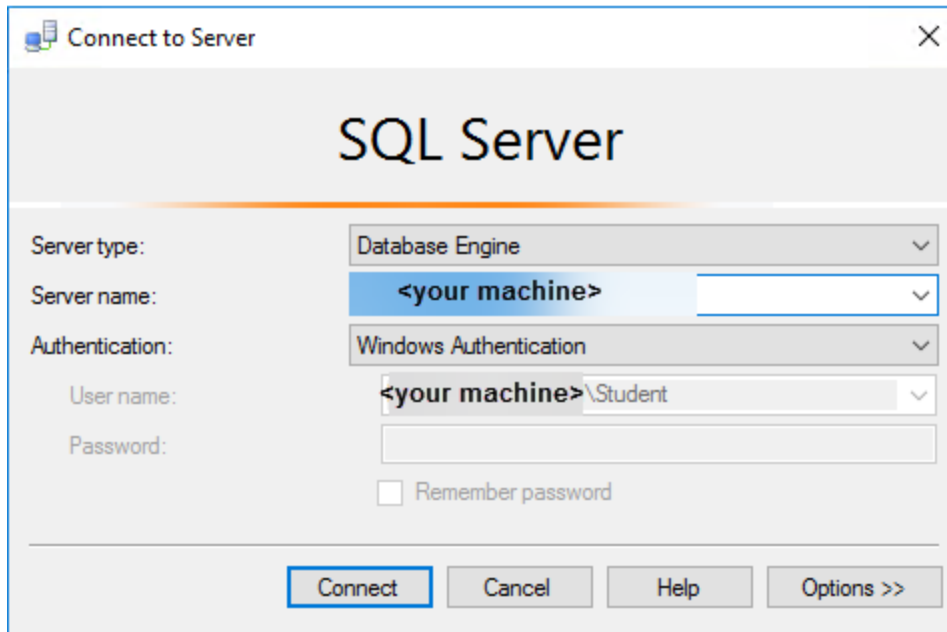 Connect to Server
SQL Server
Server type: Database Engine
Server name: <your machine>
Authentication: Windows Authentication
User name: <your machine>\Student
Password:
Remember password
Connect Cancel Help Options >>